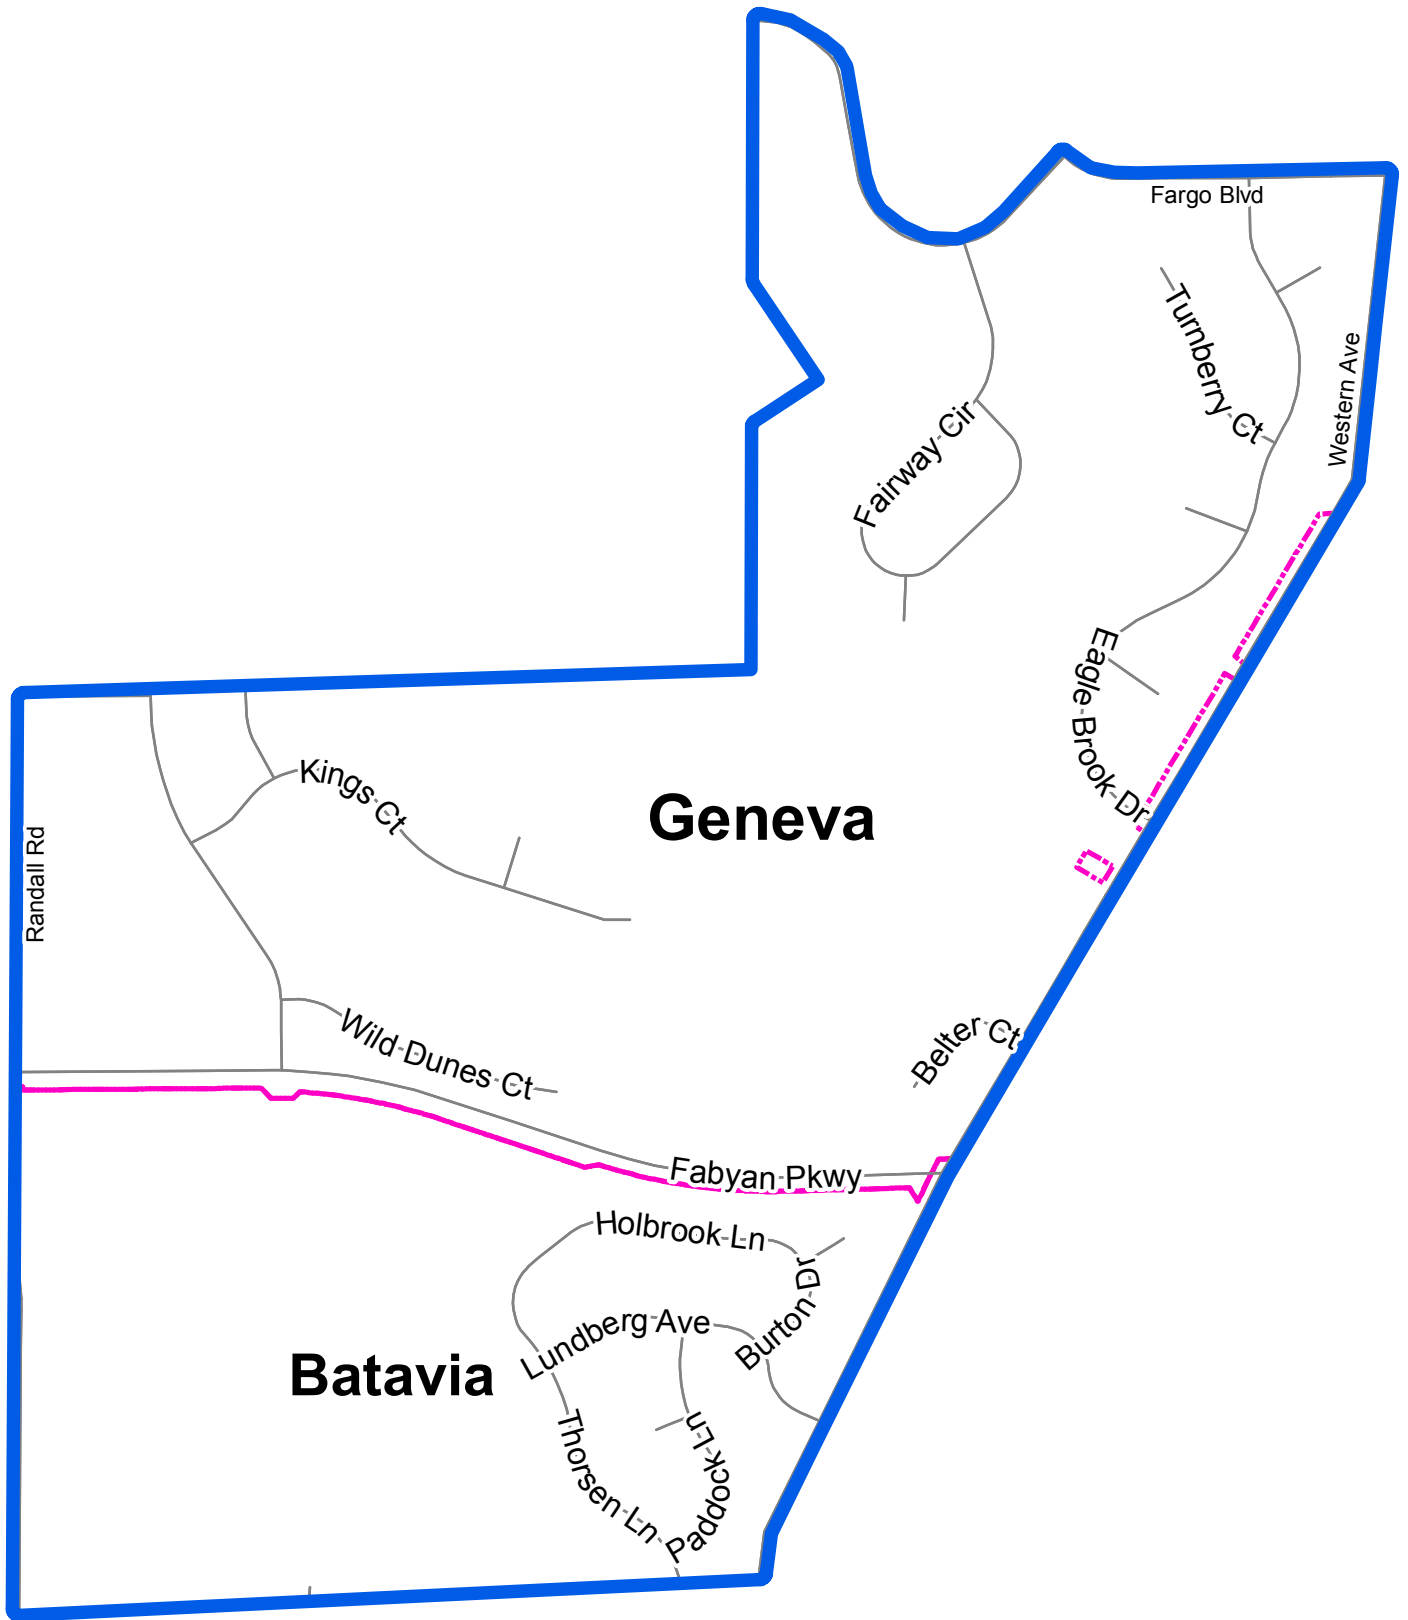 Fargo Blvd
Turnberry Ct
Western Ave
Fairway Cir
Eagle Brook Dr
Kings Ct
Geneva
Randall Rd
Wild Dunes Ct
Belter Ct
Fabyan Pkwy
Holbrook Ln
Burton Dr
Lundberg Ave
Batavia
Thorsen Ln
Paddock Ln